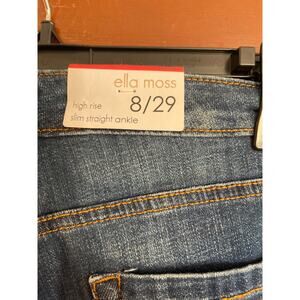 ella moss
high rise 8/29
slim straight ankle